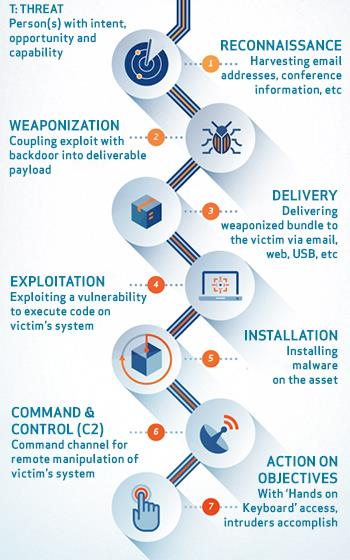 T: THREAT
Person(s) with intent,
opportunity and
capability
1
RECONNAISSANCE
Harvesting email
addresses, conference
information, etc
WEAPONIZATION
2
Coupling exploit with
backdoor into deliverable
payload
DELIVERY
3
Delivering
weaponized bundle to
the victim via email,
web, USB, etc
EXPLOITATION
4
Exploiting a vulnerability
to execute code on
victim's system
INSTALLATION
5
Installing
malware
on the asset
COMMAND &
CONTROL (C2)
6
Command channel for
remote manipulation of
victim's system
ACTION ON
OBJECTIVES
7
With 'Hands on
Keyboard' access,
intruders accomplish